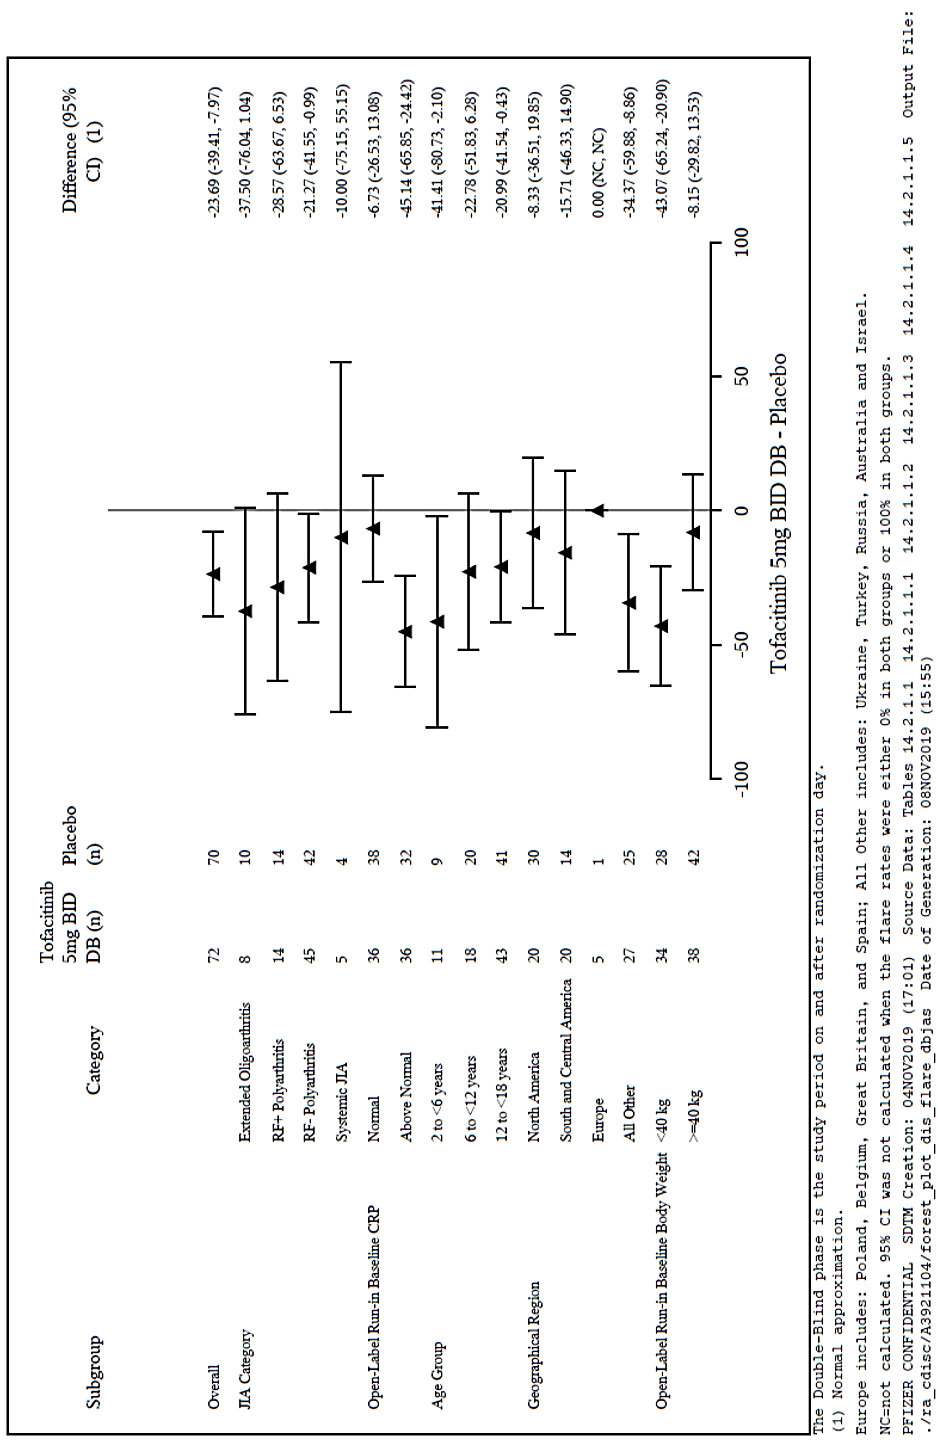 Tofacitinib
5mg BID Placebo Difference (95%
Subgroup Category DB (n) (n) CI) (1)
Overall 72 70 -23.69 (-39.41, -7.97)
JIA Category Extended Oligoarthritis 8 10 -37.50 (-76.04, 1.04)
RF+ Polyarthritis 14 14 -28.57 (-63.67, 6.53)
RF- Polyarthritis 45 42 -21.27 (-41.55, -0.99)
Systemic JIA 5 4 -10.00 (-75.15, 55.15)
Open-Label Run-in Baseline CRP Normal 36 38 -6.73 (-26.53, 13.08)
Above Normal 36 32 -45.14 (-65.85, -24.42)
Age Group 2 to <6 years 11 9 -41.41 (-80.73, -2.10)
6 to <12 years 18 20 -22.78 (-51.83, 6.28)
12 to <18 years 43 41 -20.99 (-41.54, -0.43)
Geographical Region North America 20 30 -8.33 (-36.51, 19.85)
South and Central America 20 14 -15.71 (-46.33, 14.90)
Europe 5 1 0.00 (NC, NC)
All Other 27 25 -34.37 (-59.88, -8.86)
Open-Label Run-in Baseline Body Weight <40 kg 34 28 -43.07 (-65.24, -20.90)
>=40 kg 38 42 -8.15 (-29.82, 13.53)
-100 -50 0 50 100
Tofacitinib 5mg BID DB - Placebo
The Double-Blind phase is the study period on and after randomization day.
(1) Normal approximation.
Europe includes: Poland, Belgium, Great Britain, and Spain; All Other includes: Ukraine, Turkey, Russia, Australia and Israel.
NC=not calculated. 95% CI was not calculated when the flare rates were either 0% in both groups or 100% in both groups.
PFIZER CONFIDENTIAL SDTM Creation: 04NOV2019 (17:01) Source Data: Tables 14.2.1.1 14.2.1.1.1 14.2.1.1.2 14.2.1.1.3 14.2.1.1.4 14.2.1.1.5 Output File:
./ra_cdisc/A3921104/forest_plot_dis_flare_dbjas Date of Generation: 08NOV2019 (15:55)